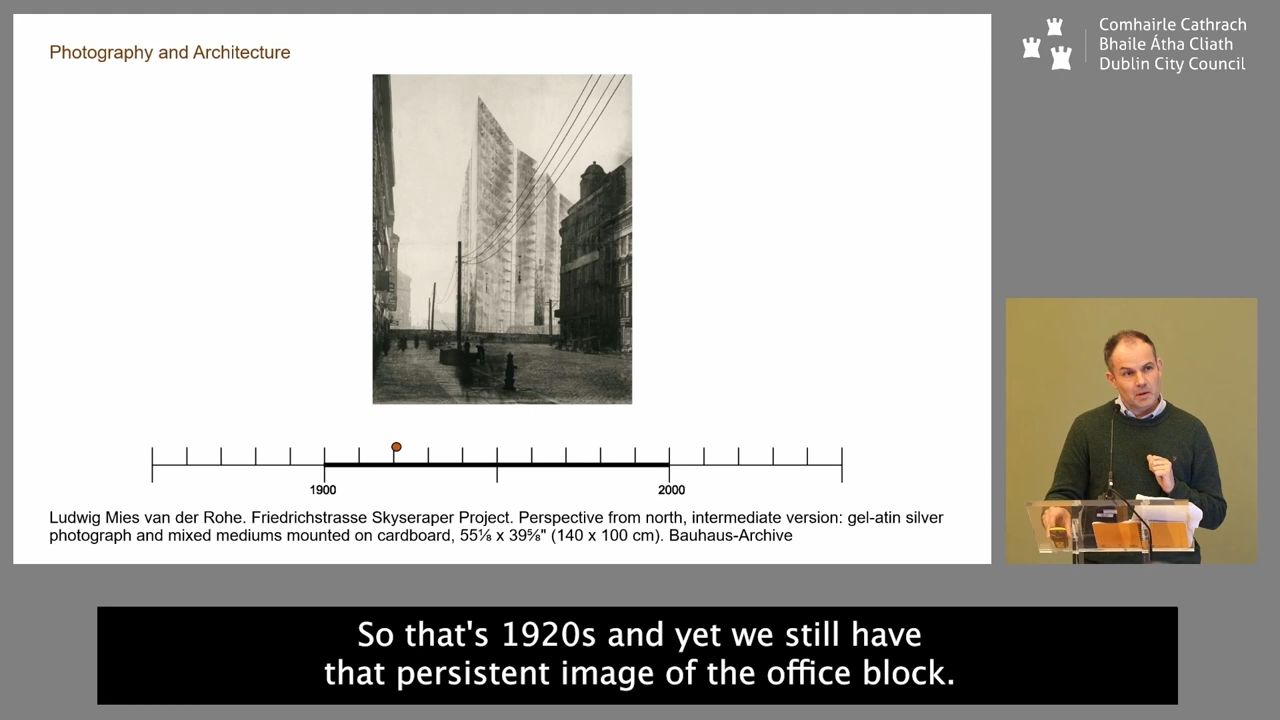 Photography and Architecture
Comhairle Cathrach
Bhaile Átha Cliath
Dublin City Council
1900
2000
Ludwig Mies van der Rohe. Friedrichstrasse Skyseraper Project. Perspective from north, intermediate version: gel-atin silver
photograph and mixed mediums mounted on cardboard, 55⅛ x 39⅝" (140 x 100 cm). Bauhaus-Archive
So that's 1920s and yet we still have
that persistent image of the office block.